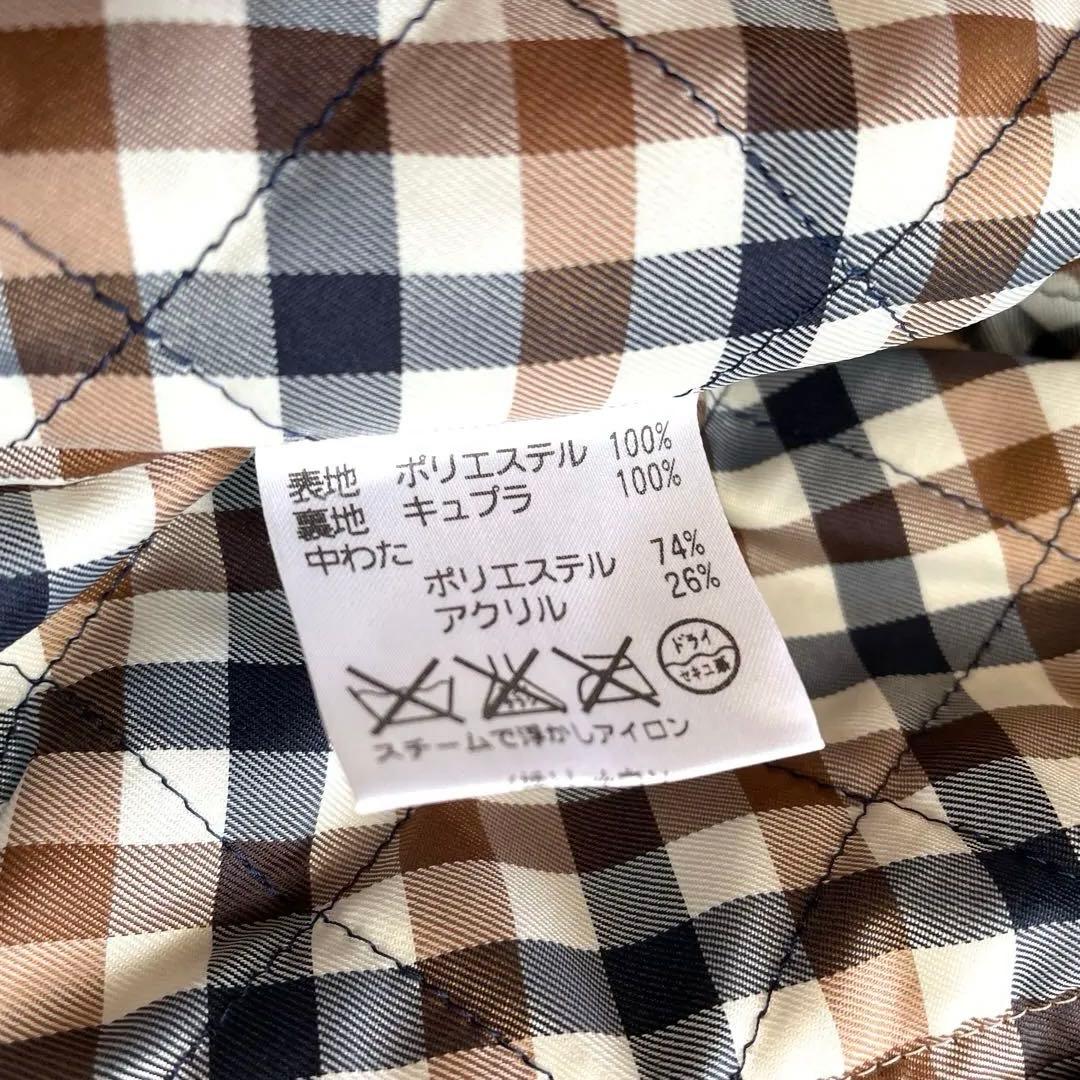 表地 ポリエステル 100%
裏地 キュプラ 100%
中わた
ポリエステル 74%
アクリル 26%
ドライ
セキユ系
スチームで浮かしアイロン